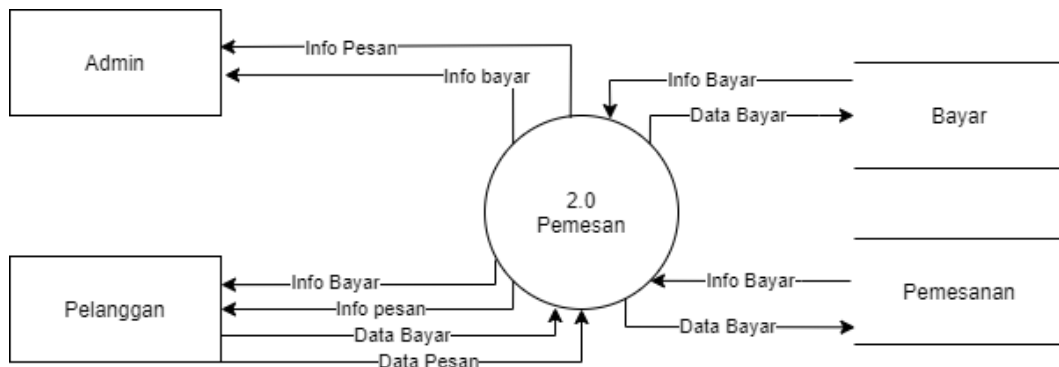 Admin
Info Pesan
Info bayar
Info Bayar
Data Bayar
Bayar
2.0
Pemesan
Pelanggan
Info Bayar
Info pesan
Data Bayar
Data Pesan
Info Bayar
Data Bayar
Pemesanan